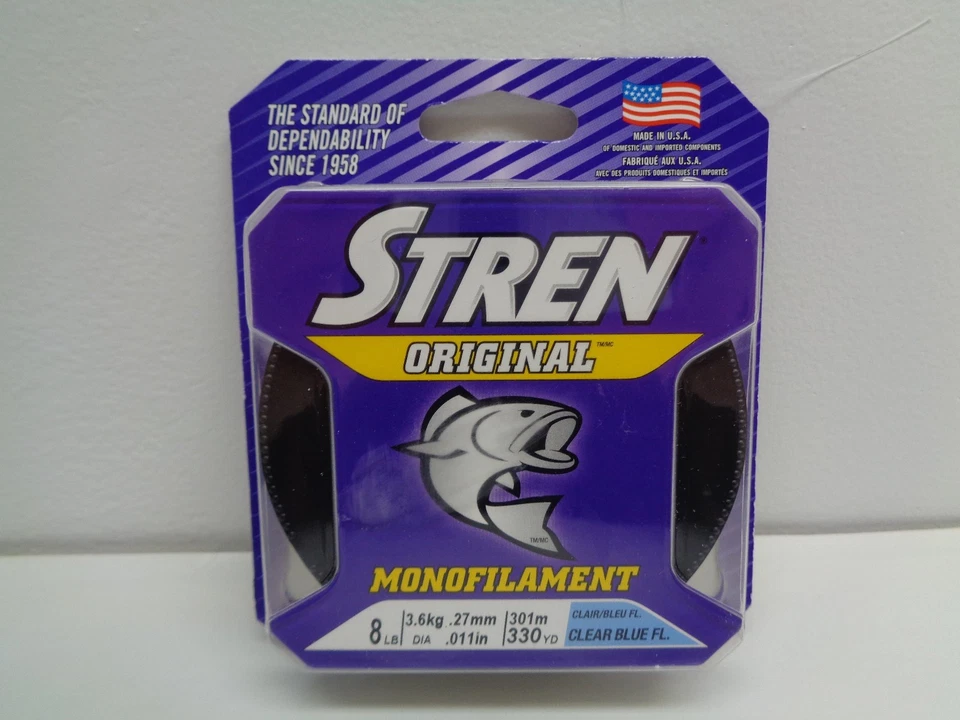 THE STANDARD OF
DEPENDABILITY
SINCE 1958
MADE IN U.S.A.
OF DOMESTIC AND IMPORTED COMPONENTS
FABRIQUÉ AUX U.S.A.
AVEC DES PRODUITS DOMESTIQUES ET IMPORTÉS
STREN
ORIGINAL ™/MC
™/MC
MONOFILAMENT
8 LB
3.6kg .27mm
DIA .011in
301m
330 YD
CLAIR/BLEU FL.
CLEAR BLUE FL.